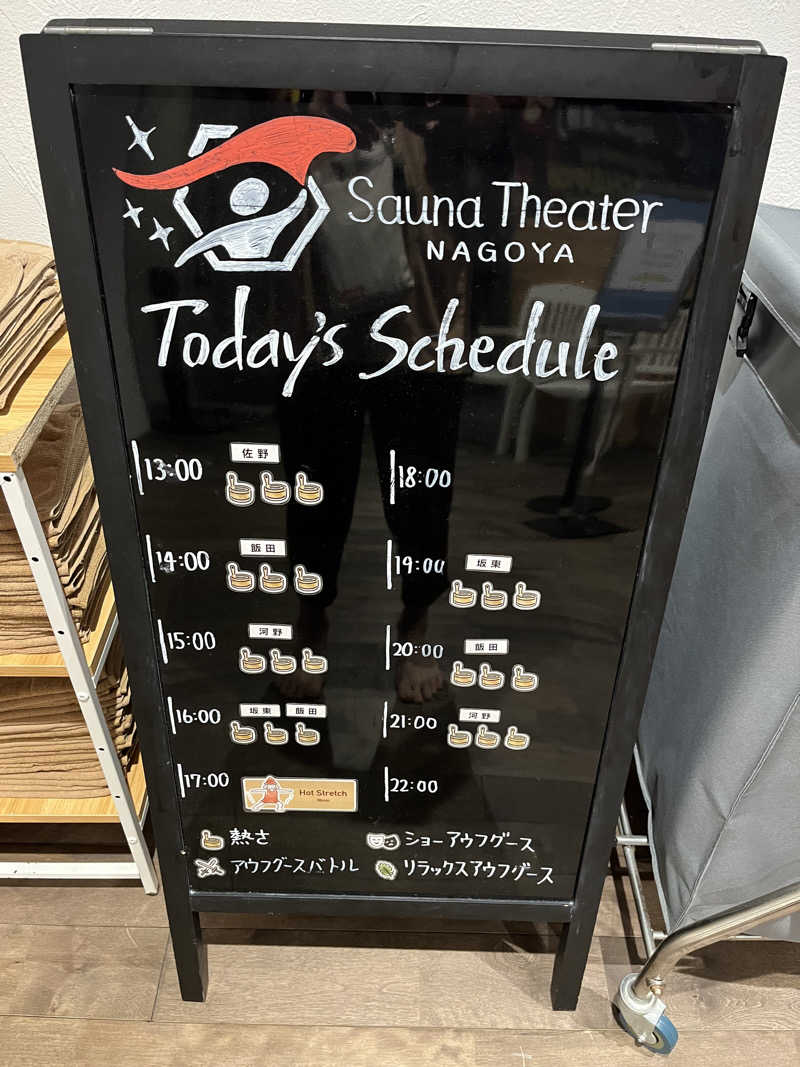 Sauna Theater
NAGOYA
Today's Schedule
13:00 佐野
14:00 飯田
15:00 河野
16:00 坂東 飯田
17:00 Hot Stretch
18:00
19:00 坂東
20:00 飯田
21:00 河野
22:00
熱さ
アウフグースバトル
ショーアウフグース
リラックスアウフグース